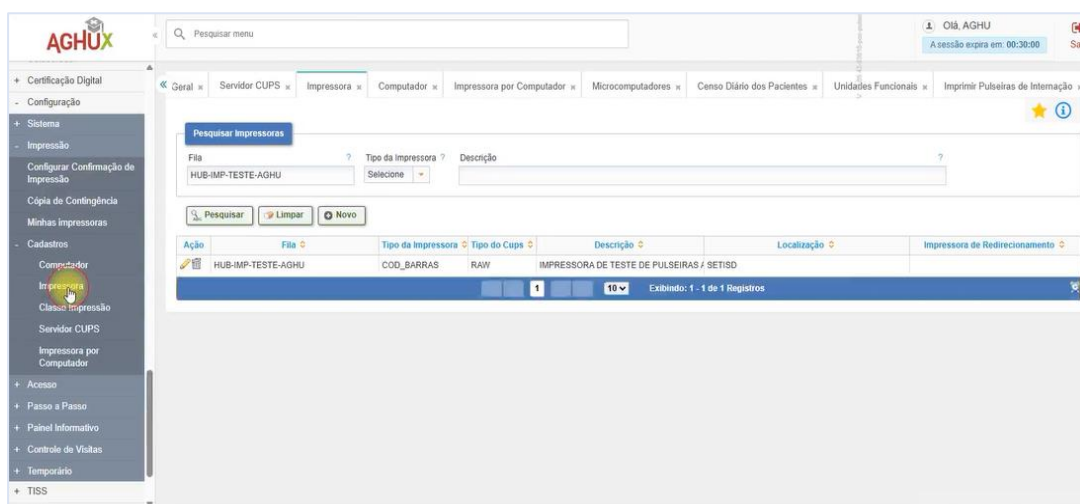 AGHUX
«
Pesquisar menu
Olá, AGHU
A sessão expira em: 00:30:00
+ Certificação Digital
- Configuração
+ Sistema
- Impressão
Configurar Confirmação de
Impressão
Cópia de Contingência
Minhas impressoras
- Cadastros
Computador
Impressora
Classe Impressão
Servidor CUPS
Impressora por
Computador
+ Acesso
+ Passo a Passo
+ Painel Informativo
+ Controle de Visitas
+ Temporário
+ TISS
« Geral × Servidor CUPS × Impressora × Computador × Impressora por Computador × Microcomputadores × Censo Diário dos Pacientes × Unidades Funcionais × Imprimir Pulseiras de Internação
Pesquisar Impressoras
Fila ? Tipo da Impressora ? Descrição ?
HUB-IMP-TESTE-AGHU Selecione
Pesquisar Limpar Novo
Ação Fila Tipo da Impressora Tipo do Cups Descrição Localização Impressora de Redirecionamento
HUB-IMP-TESTE-AGHU COD_BARRAS RAW IMPRESSORA DE TESTE DE PULSEIRAS SETISD
1 10 Exibindo: 1 - 1 de 1 Registros